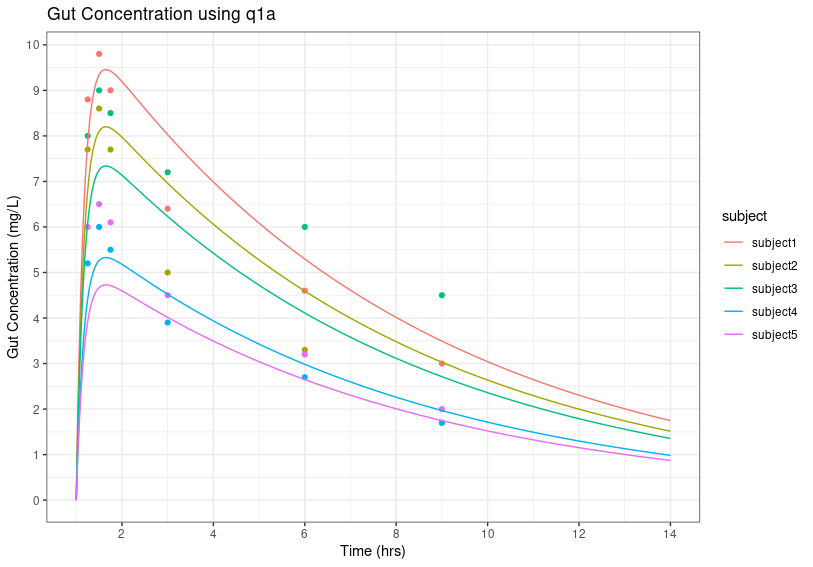 Gut Concentration using q1a
10
9
8
7
6
5
4
3
2
1
0
Gut Concentration (mg/L)
2 4 6 8 10 12 14
Time (hrs)
subject
subject1
subject2
subject3
subject4
subject5